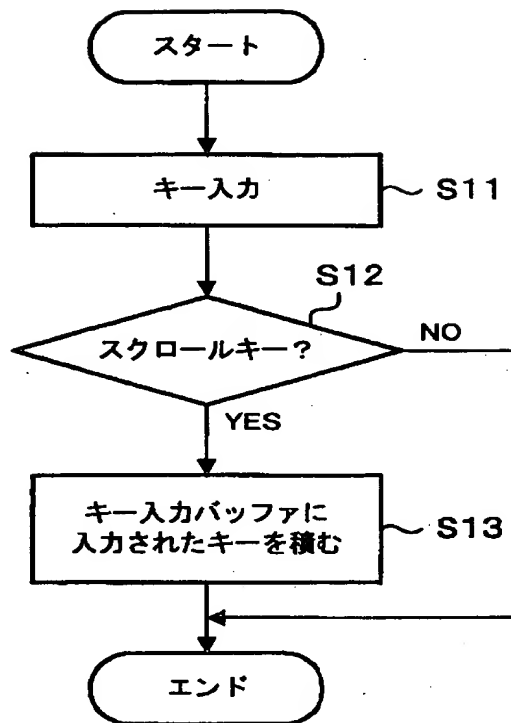 スタート
キー入力
S11
S12
スクロールキー？
NO
YES
キー入力バッファに
入力されたキーを積む
S13
エンド